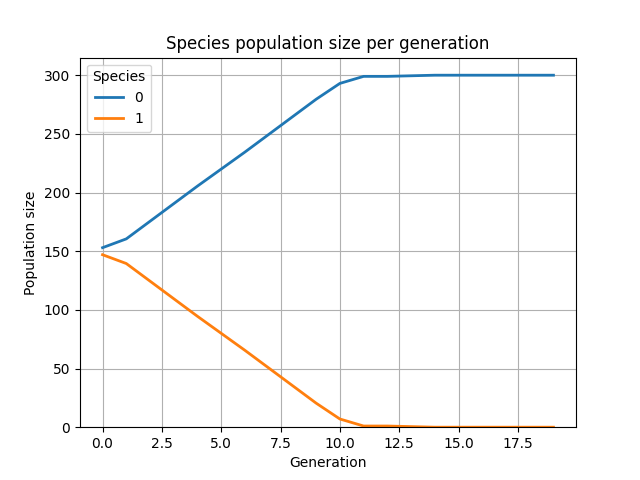 Species population size per generation
Species
0
1
Population size
300
250
200
150
100
50
0
0.0 2.5 5.0 7.5 10.0 12.5 15.0 17.5
Generation